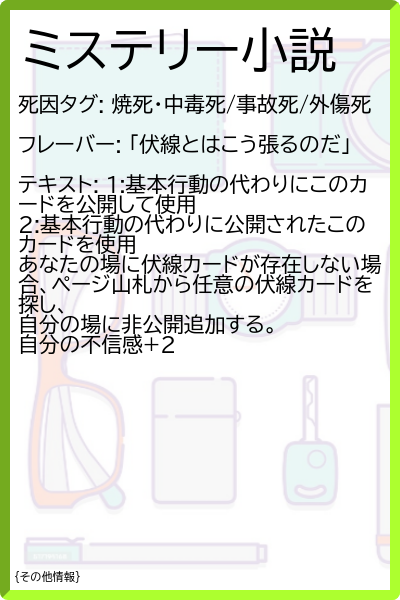 ミステリー小説
死因タグ: 焼死・中毒死/事故死/外傷死
フレーバー: 「伏線とはこう張るのだ」
テキスト: 1:基本行動の代わりにこのカ
ードを公開して使用
2:基本行動の代わりに公開されたこの
カードを使用
あなたの場に伏線カードが存在しない場
合、ページ山札から任意の伏線カードを
探し、
自分の場に非公開追加する。
自分の不信感+2
{その他情報}